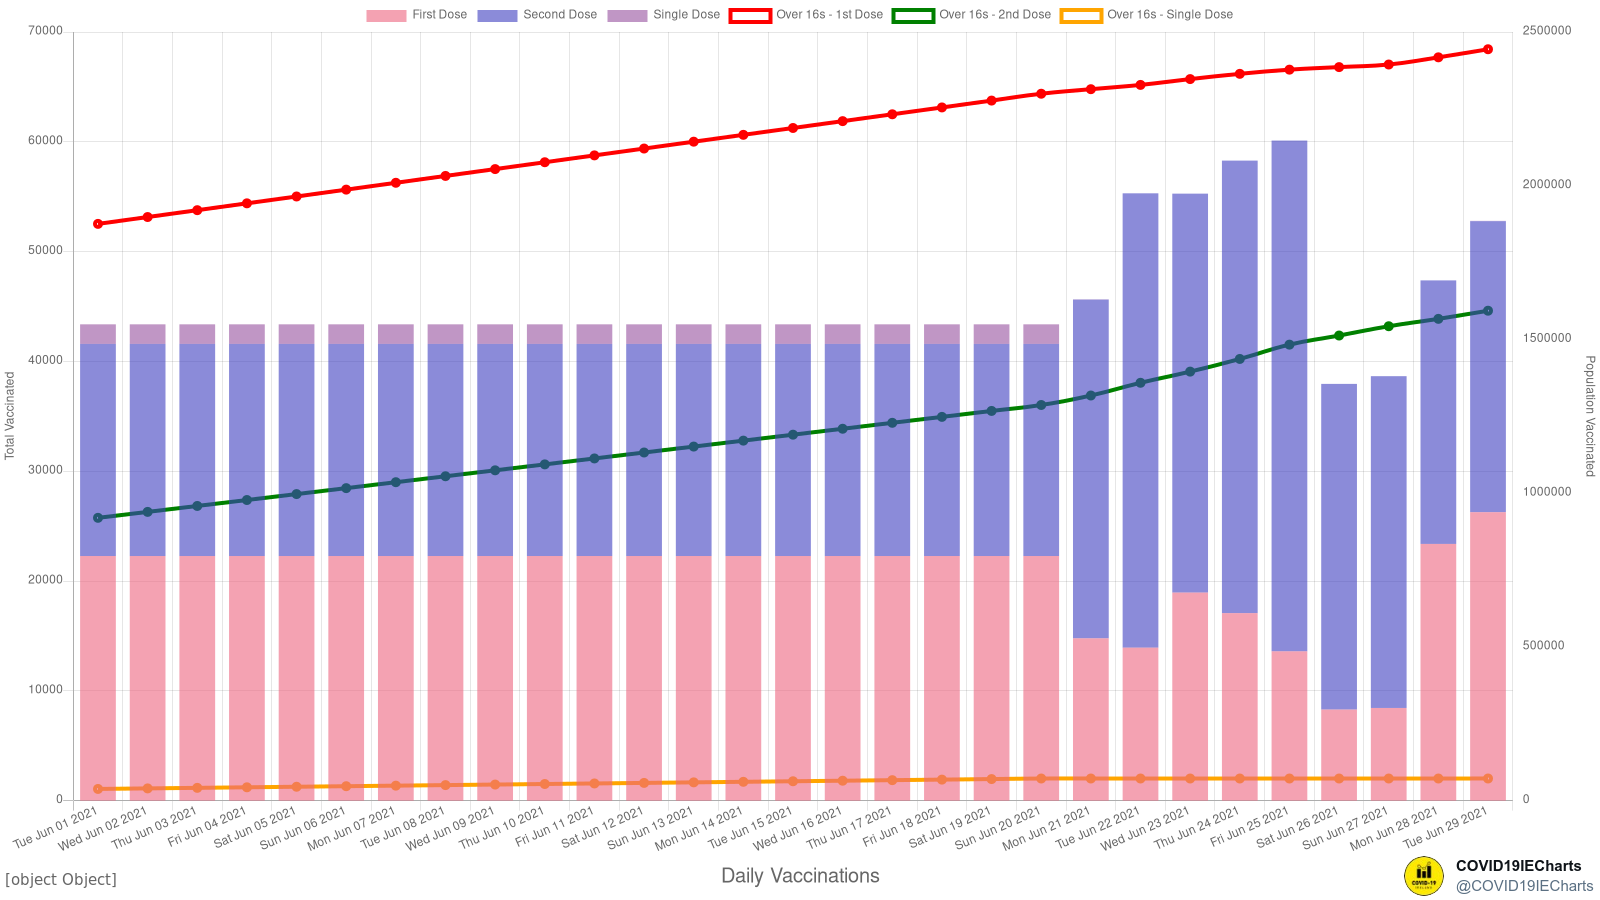 First Dose Second Dose Single Dose Over 16s - 1st Dose Over 16s - 2nd Dose Over 16s - Single Dose
70000
60000
50000
40000
30000
20000
10000
0
Total Vaccinated
2500000
2000000
1500000
1000000
500000
0
Population Vaccinated
Tue Jun 01 2021
Wed Jun 02 2021
Thu Jun 03 2021
Fri Jun 04 2021
Sat Jun 05 2021
Sun Jun 06 2021
Mon Jun 07 2021
Tue Jun 08 2021
Wed Jun 09 2021
Thu Jun 10 2021
Fri Jun 11 2021
Sat Jun 12 2021
Sun Jun 13 2021
Mon Jun 14 2021
Tue Jun 15 2021
Wed Jun 16 2021
Thu Jun 17 2021
Fri Jun 18 2021
Sat Jun 19 2021
Sun Jun 20 2021
Mon Jun 21 2021
Tue Jun 22 2021
Wed Jun 23 2021
Thu Jun 24 2021
Fri Jun 25 2021
Sat Jun 26 2021
Sun Jun 27 2021
Mon Jun 28 2021
Tue Jun 29 2021
Daily Vaccinations
[object Object]
COVID-19
IRELAND
COVID19IECharts
@COVID19IECharts